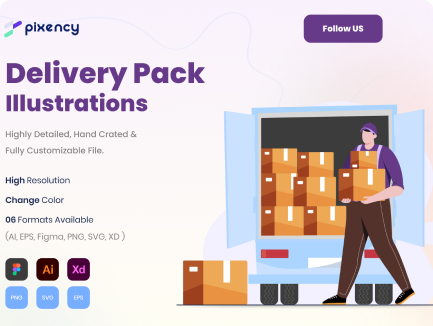 pixency
Follow US
Delivery Pack
Illustrations
Highly Detailed, Hand Crated &
Fully Customizable File.
High Resolution
Change Color
06 Formats Available
(AI, EPS, Figma, PNG, SVG, XD )
Ai Xd
PNG SVG EPS